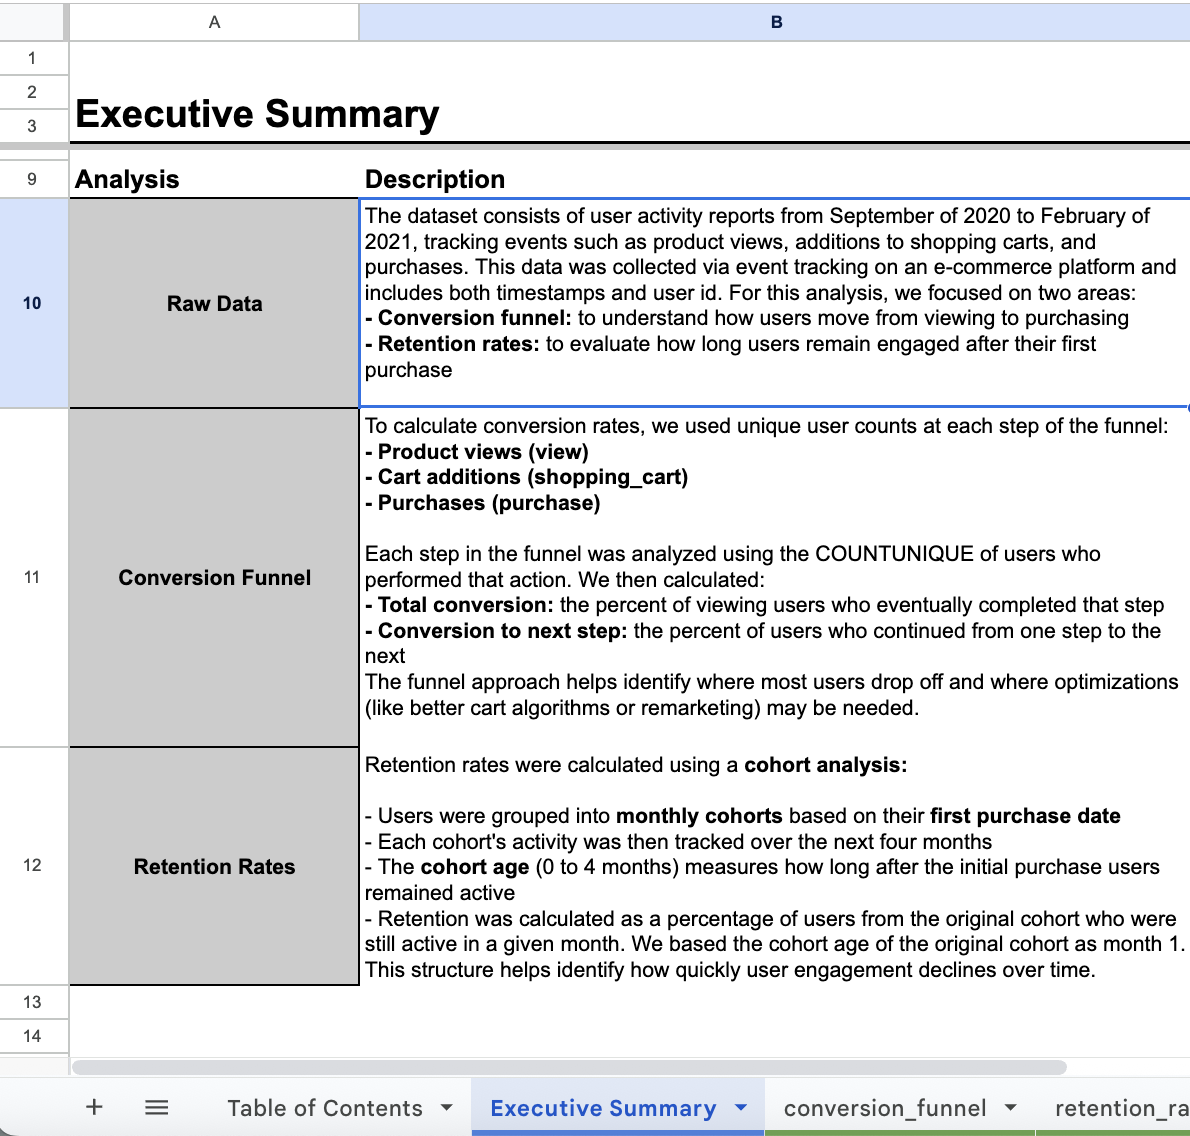 A B
1
2
3
Executive Summary
9
Analysis Description
10
Raw Data
The dataset consists of user activity reports from September of 2020 to February of
2021, tracking events such as product views, additions to shopping carts, and
purchases. This data was collected via event tracking on an e-commerce platform and
includes both timestamps and user id. For this analysis, we focused on two areas:
- Conversion funnel: to understand how users move from viewing to purchasing
- Retention rates: to evaluate how long users remain engaged after their first
purchase
11
Conversion Funnel
To calculate conversion rates, we used unique user counts at each step of the funnel:
- Product views (view)
- Cart additions (shopping_cart)
- Purchases (purchase)
Each step in the funnel was analyzed using the COUNTUNIQUE of users who
performed that action. We then calculated:
- Total conversion: the percent of viewing users who eventually completed that step
- Conversion to next step: the percent of users who continued from one step to the
next
The funnel approach helps identify where most users drop off and where optimizations
(like better cart algorithms or remarketing) may be needed.
12
Retention Rates
Retention rates were calculated using a cohort analysis:
- Users were grouped into monthly cohorts based on their first purchase date
- Each cohort's activity was then tracked over the next four months
- The cohort age (0 to 4 months) measures how long after the initial purchase users
remained active
- Retention was calculated as a percentage of users from the original cohort who were
still active in a given month. We based the cohort age of the original cohort as month 1.
This structure helps identify how quickly user engagement declines over time.
13
14
Table of Contents Executive Summary conversion_funnel retention_ra